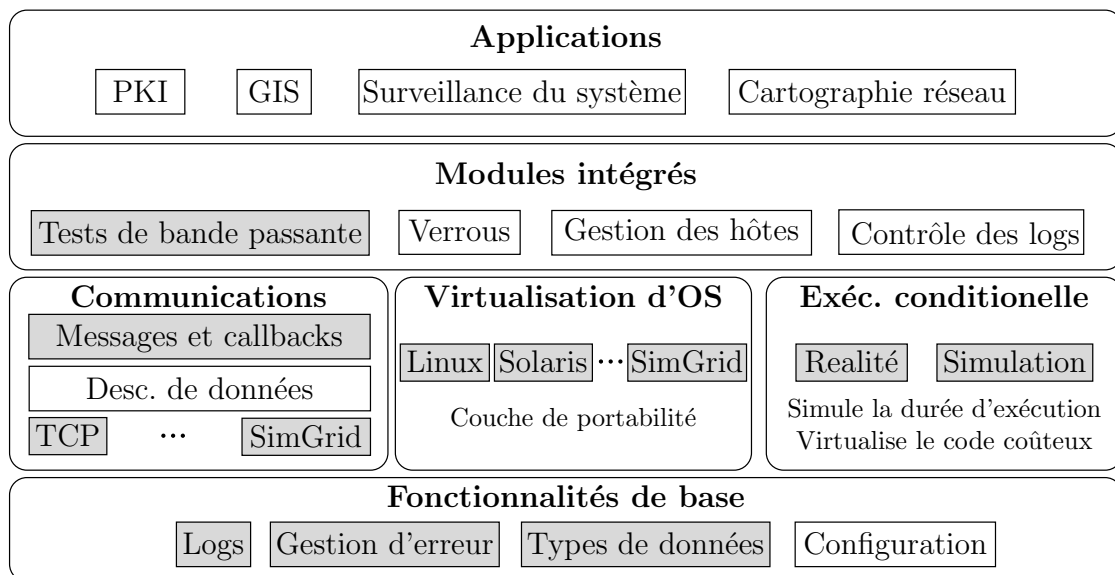 Applications
PKI GIS Surveillance du système Cartographie réseau
Modules intégrés
Tests de bande passante Verrous Gestion des hôtes Contrôle des logs
Communications
Messages et callbacks
Desc. de données
TCP ... SimGrid
Virtualisation d'OS
Linux Solaris ... SimGrid
Couche de portabilité
Exéc. conditionelle
Realité Simulation
Simule la durée d'exécution
Virtualise le code coûteux
Fonctionnalités de base
Logs Gestion d'erreur Types de données Configuration